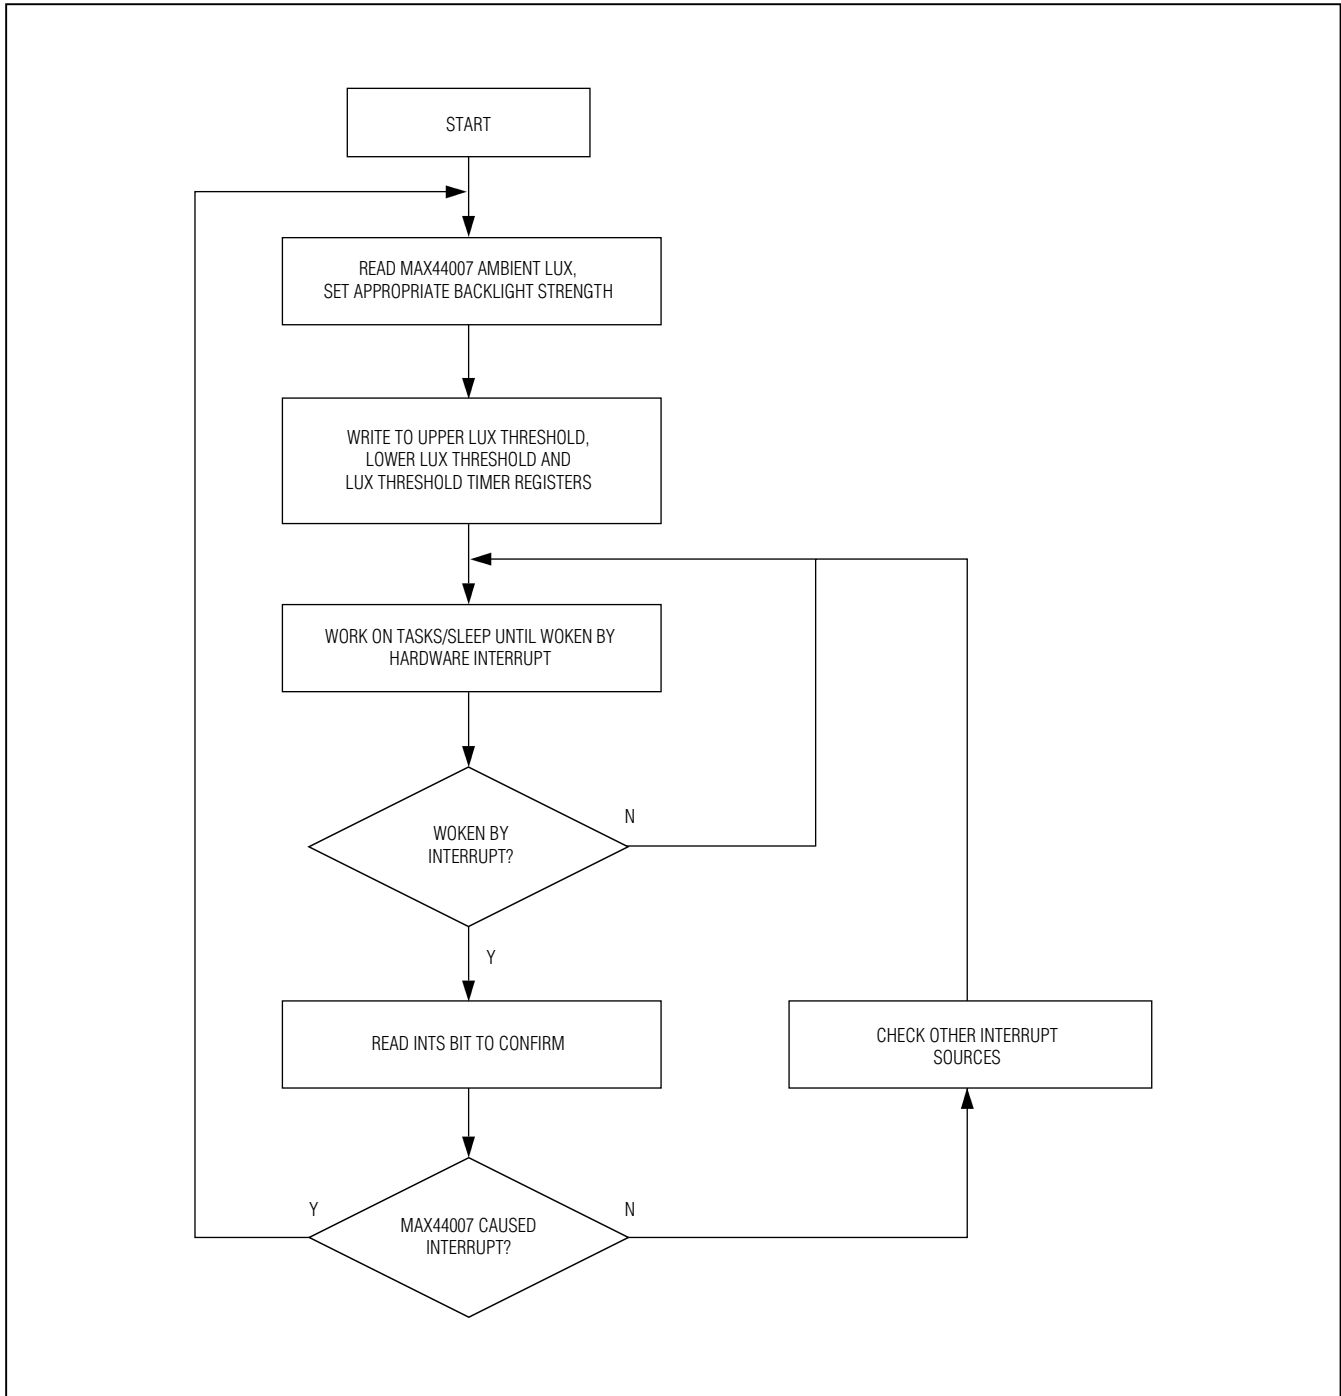 START
READ MAX44007 AMBIENT LUX,
SET APPROPRIATE BACKLIGHT STRENGTH
WRITE TO UPPER LUX THRESHOLD,
LOWER LUX THRESHOLD AND
LUX THRESHOLD TIMER REGISTERS
WORK ON TASKS/SLEEP UNTIL WOKEN BY
HARDWARE INTERRUPT
WOKEN BY
INTERRUPT?
N
Y
READ INTS BIT TO CONFIRM
CHECK OTHER INTERRUPT
SOURCES
Y
MAX44007 CAUSED
INTERRUPT?
N